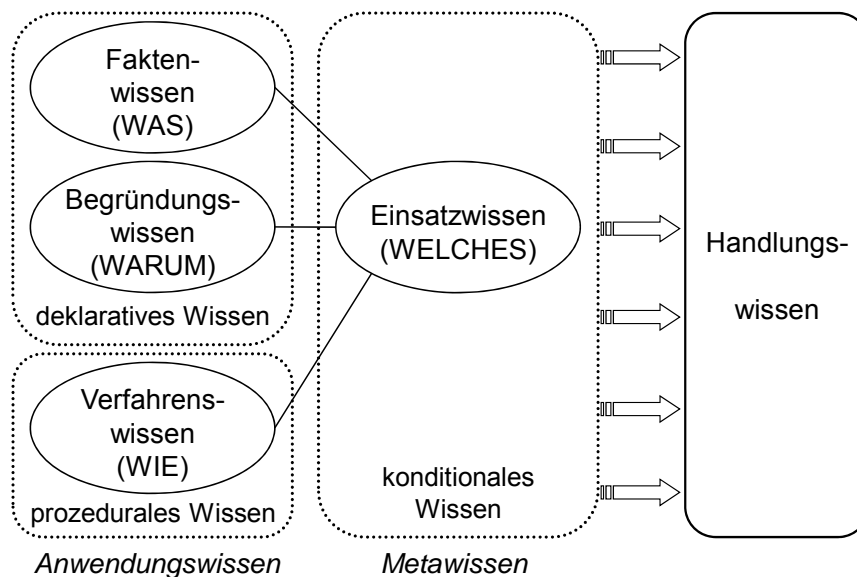 Fakten-
wissen
(WAS)
Begründungs-
wissen
(WARUM)
deklaratives Wissen
Verfahrens-
wissen
(WIE)
prozedurales Wissen
Anwendungswissen
Einsatzwissen
(WELCHES)
konditionales
Wissen
Metawissen
Handlungs-
wissen